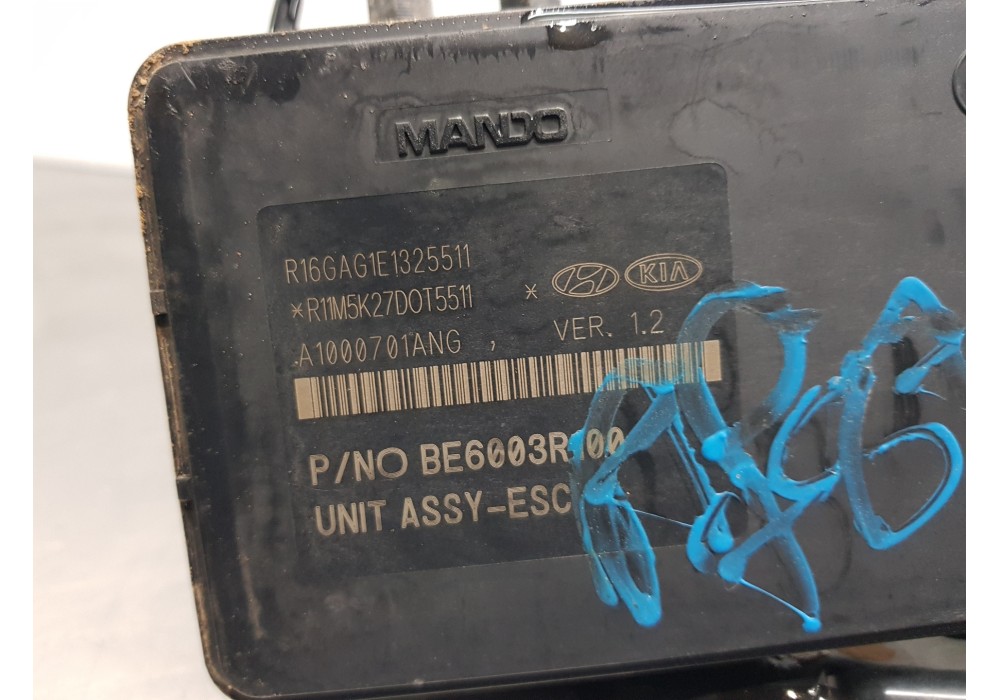 MANDO
R16GAG1E1325511
*R11M5K27DOT5511 *
KIA
A1000701ANG , VER. 1.2
P/NO BE6003R100
UNIT ASSY-ESC